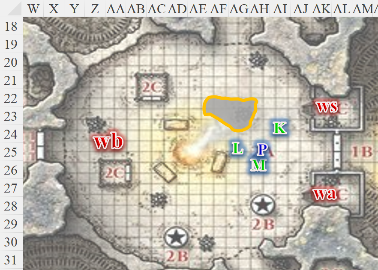 W X Y Z AA AB AC AD AE AF AG AH AI AJ AK AL AM
18
19
20
21
2C
22
ws
23
K
24
wb
L P 1B
25
M
26
2C
27
wa
28
29
2B
30
31
2B